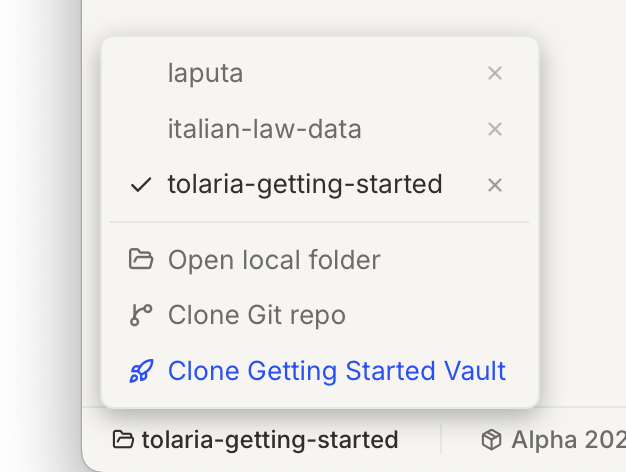 laputa
italian-law-data
tolaria-getting-started
Open local folder
Clone Git repo
Clone Getting Started Vault
tolaria-getting-started
Alpha 202